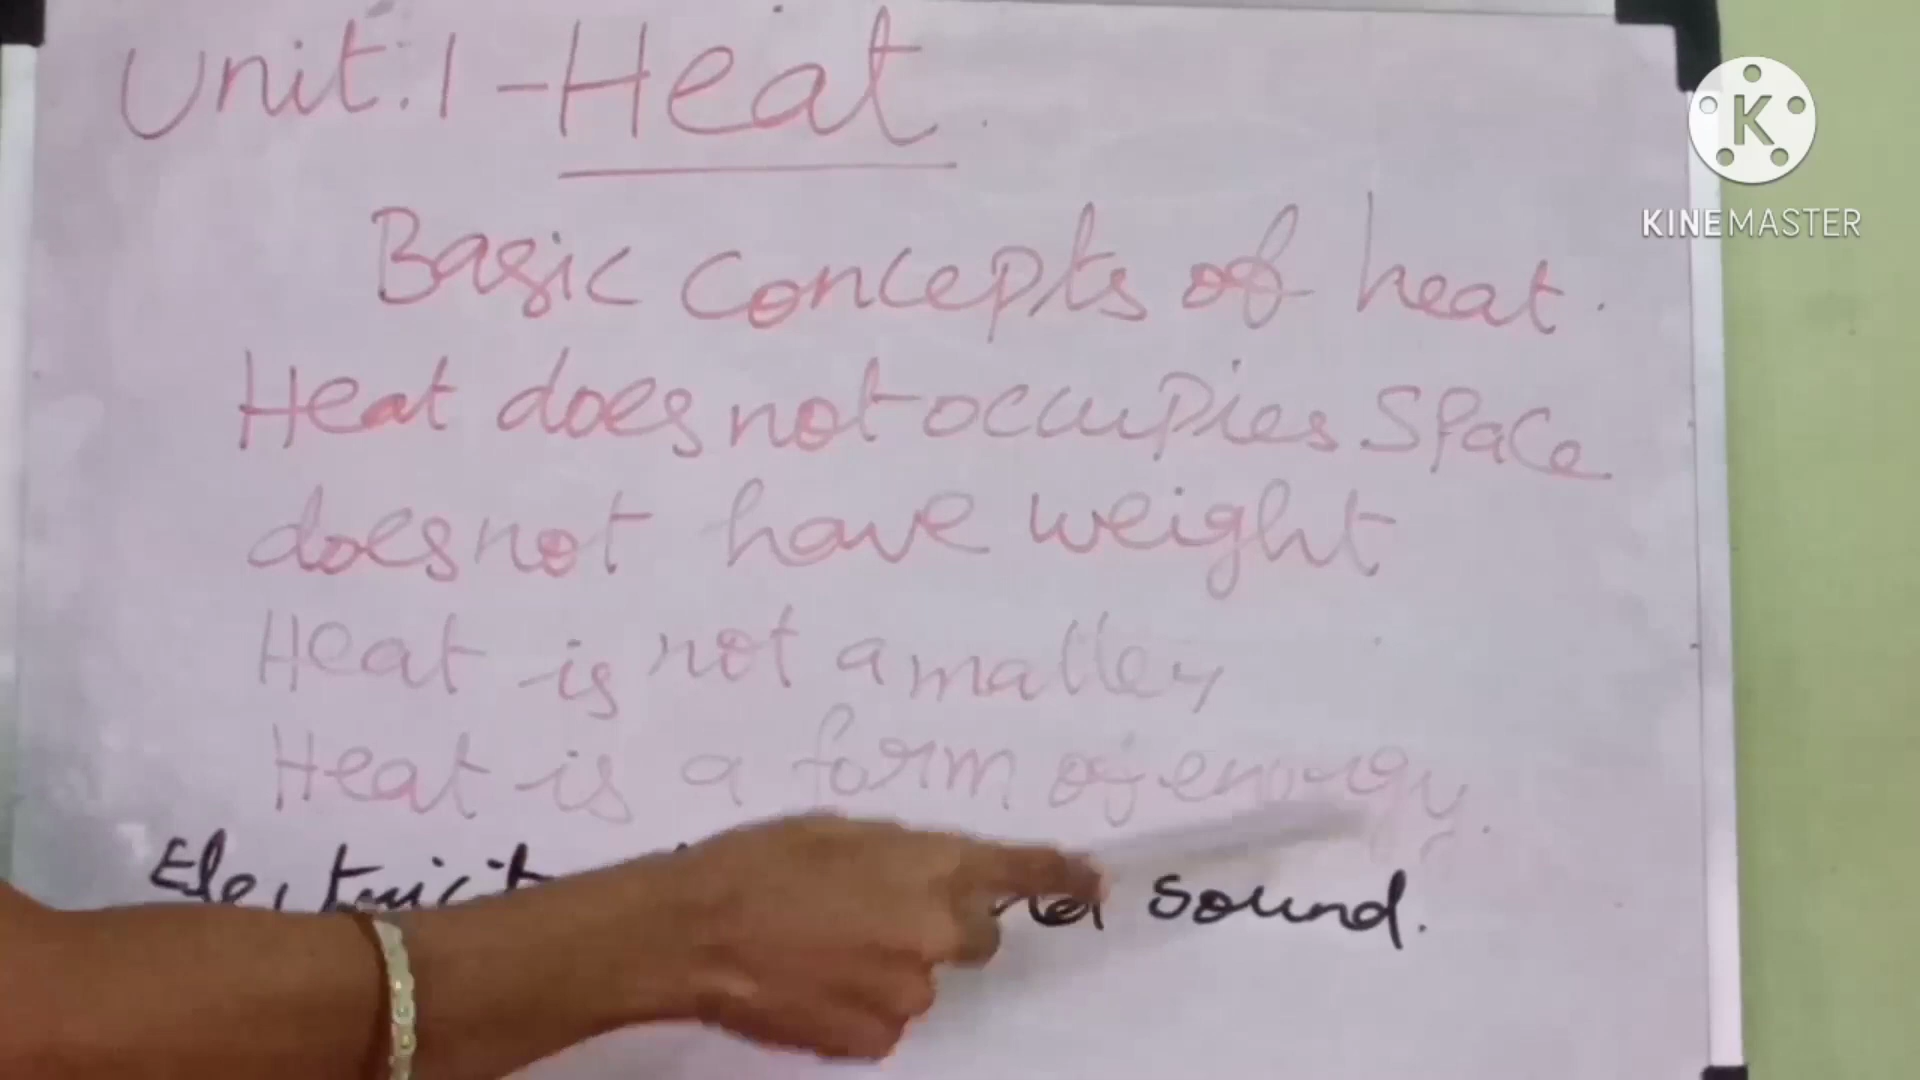 Unit:1 - Heat.
K
KINEMASTER
Basic Concepts of heat.
Heat does not occupies space
does not have weight
Heat is not a matter
Heat is a form of energy.
sound.